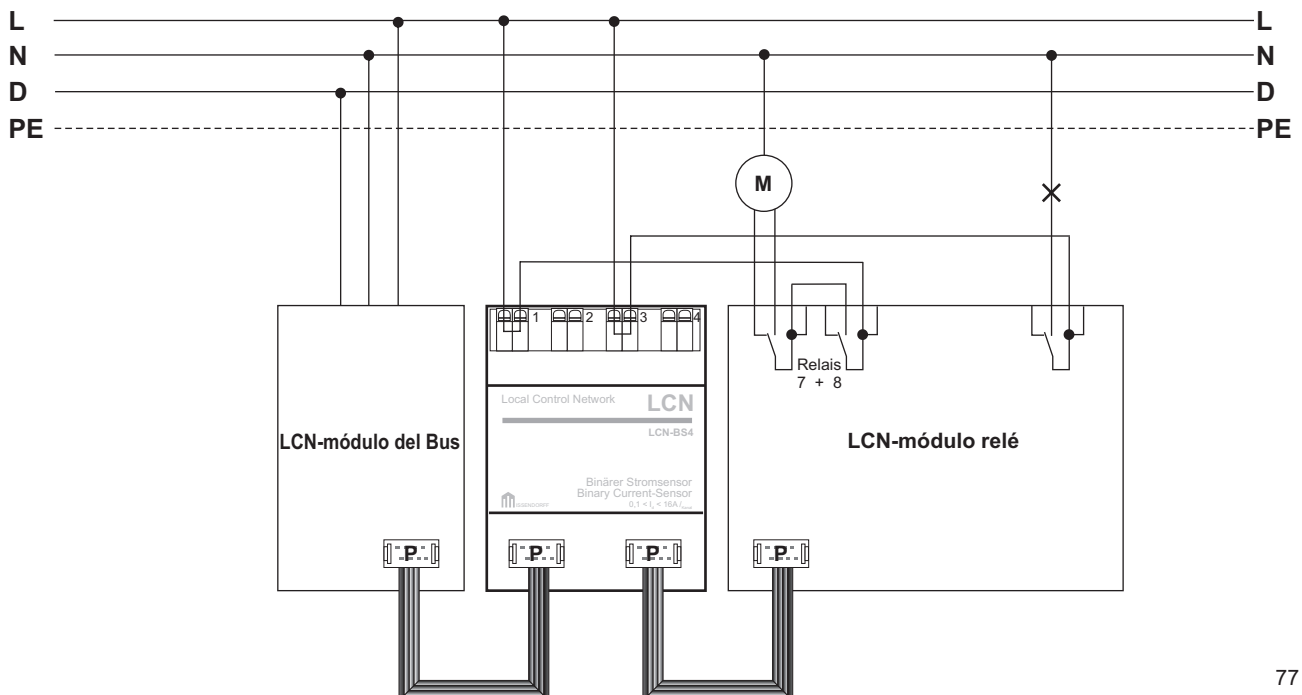 L L
N N
D D
PE PE
M
1 2 3 4
Relais
7 + 8
Local Control Network LCN
LCN-BS4
LCN-módulo del Bus
LCN-módulo relé
Binärer Stromsensor
Binary Current-Sensor
P P P P
77